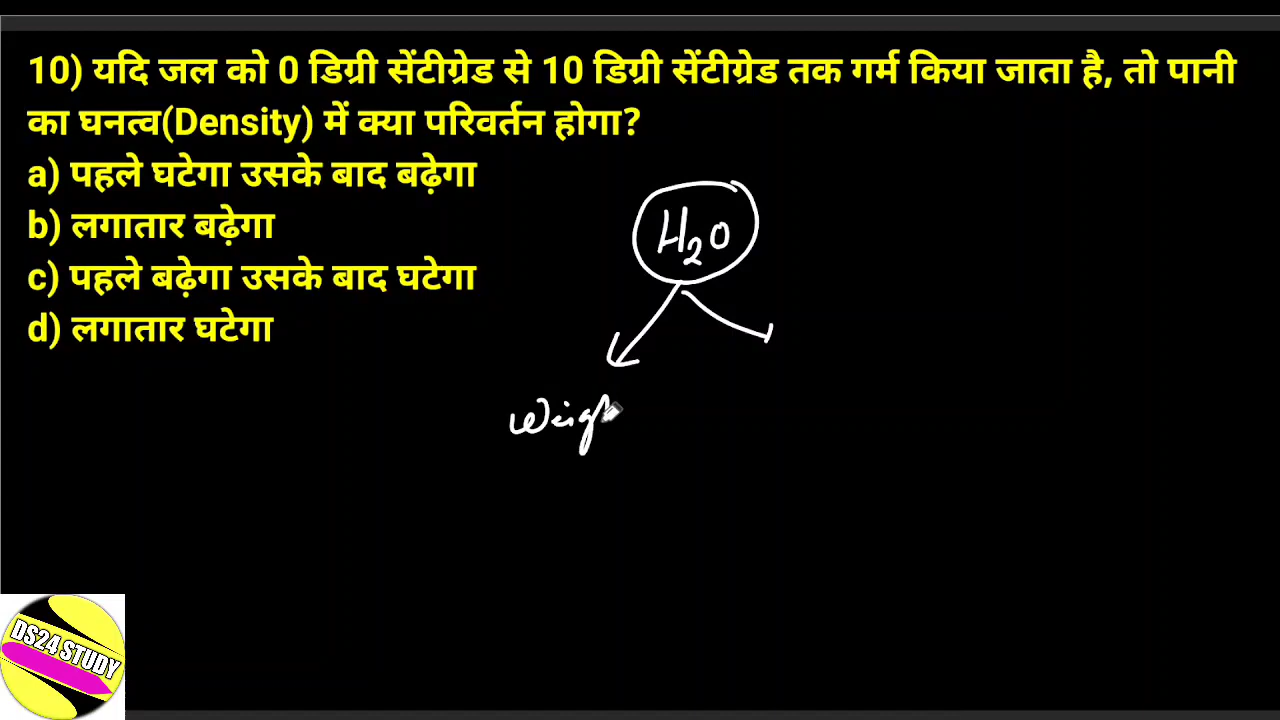 10) यदि जल को 0 डिग्री सेंटीग्रेड से 10 डिग्री सेंटीग्रेड तक गर्म किया जाता है, तो पानी
का घनत्व(Density) में क्या परिवर्तन होगा?
a) पहले घटेगा उसके बाद बढ़ेगा
b) लगातार बढ़ेगा
c) पहले बढ़ेगा उसके बाद घटेगा
d) लगातार घटेगा
H2O
Weigh
DS24 STUDY